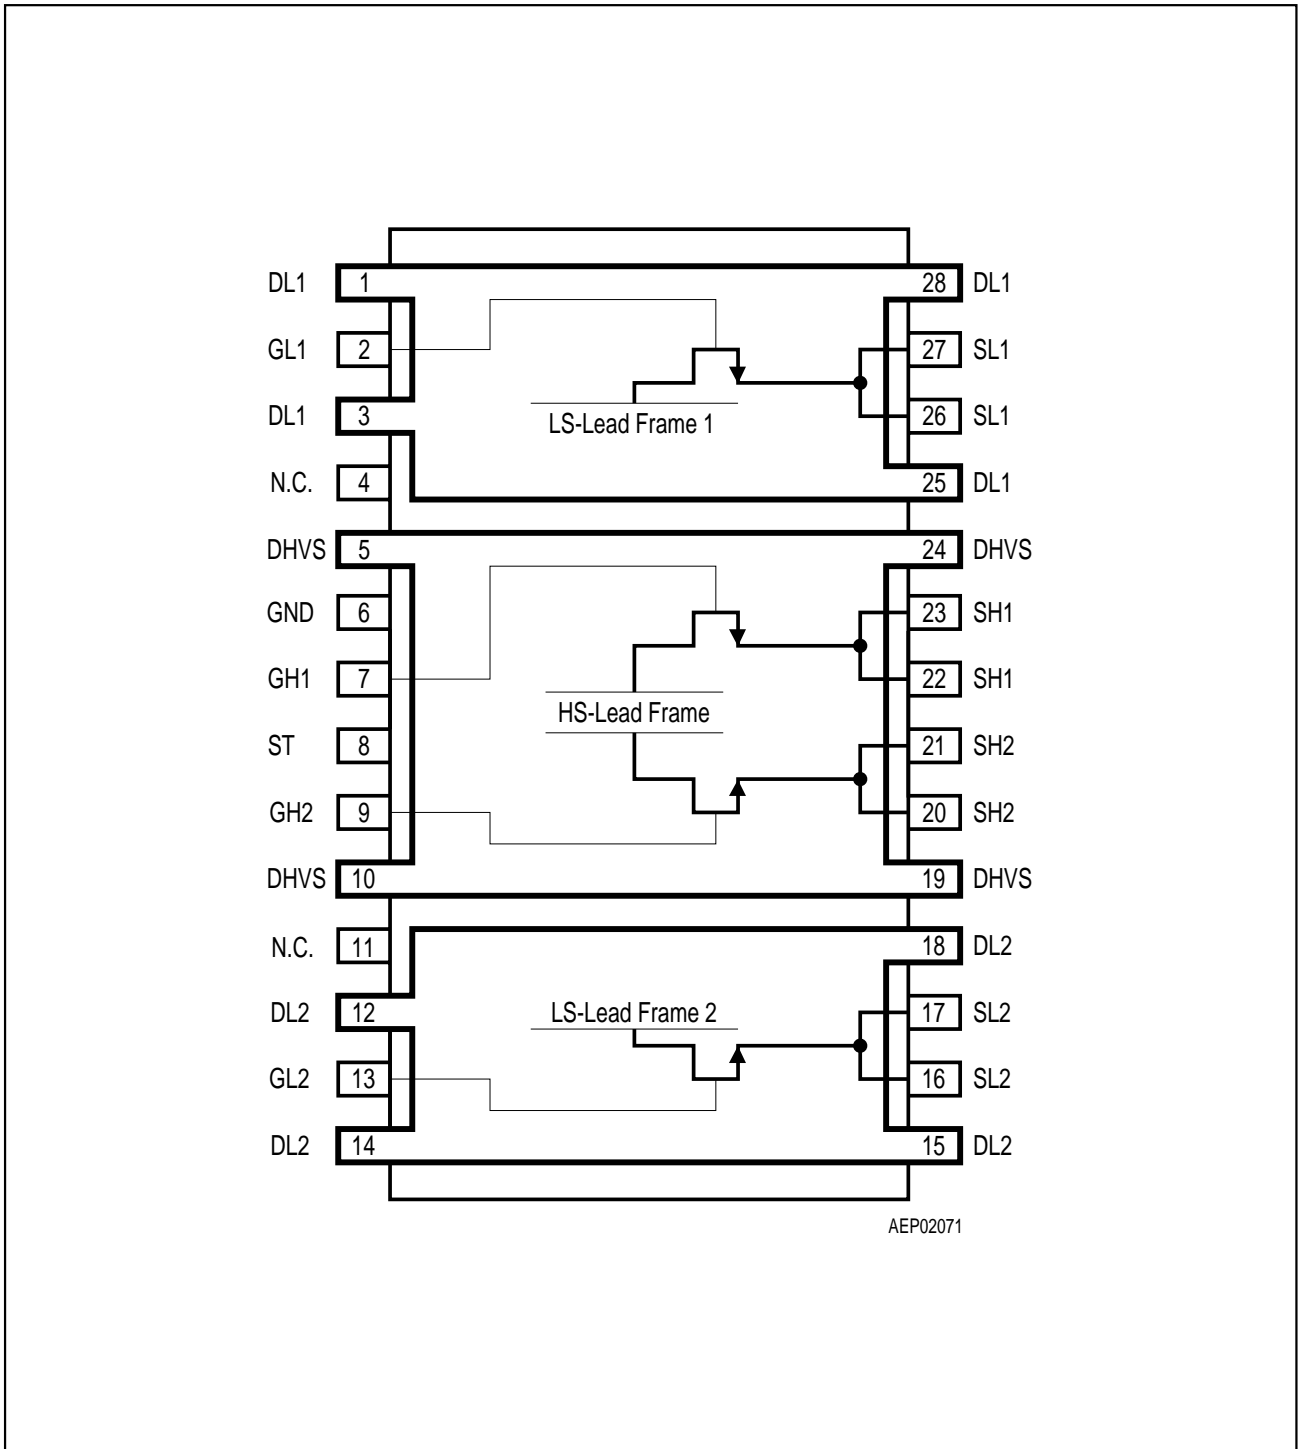 DL1 1 28 DL1
GL1 2 27 SL1
DL1 3 26 SL1
LS-Lead Frame 1
N.C. 4 25 DL1
DHVS 5 24 DHVS
GND 6 23 SH1
GH1 7 22 SH1
HS-Lead Frame
ST 8 21 SH2
GH2 9 20 SH2
DHVS 10 19 DHVS
N.C. 11 18 DL2
DL2 12 LS-Lead Frame 2 17 SL2
GL2 13 16 SL2
DL2 14 15 DL2
AEP02071